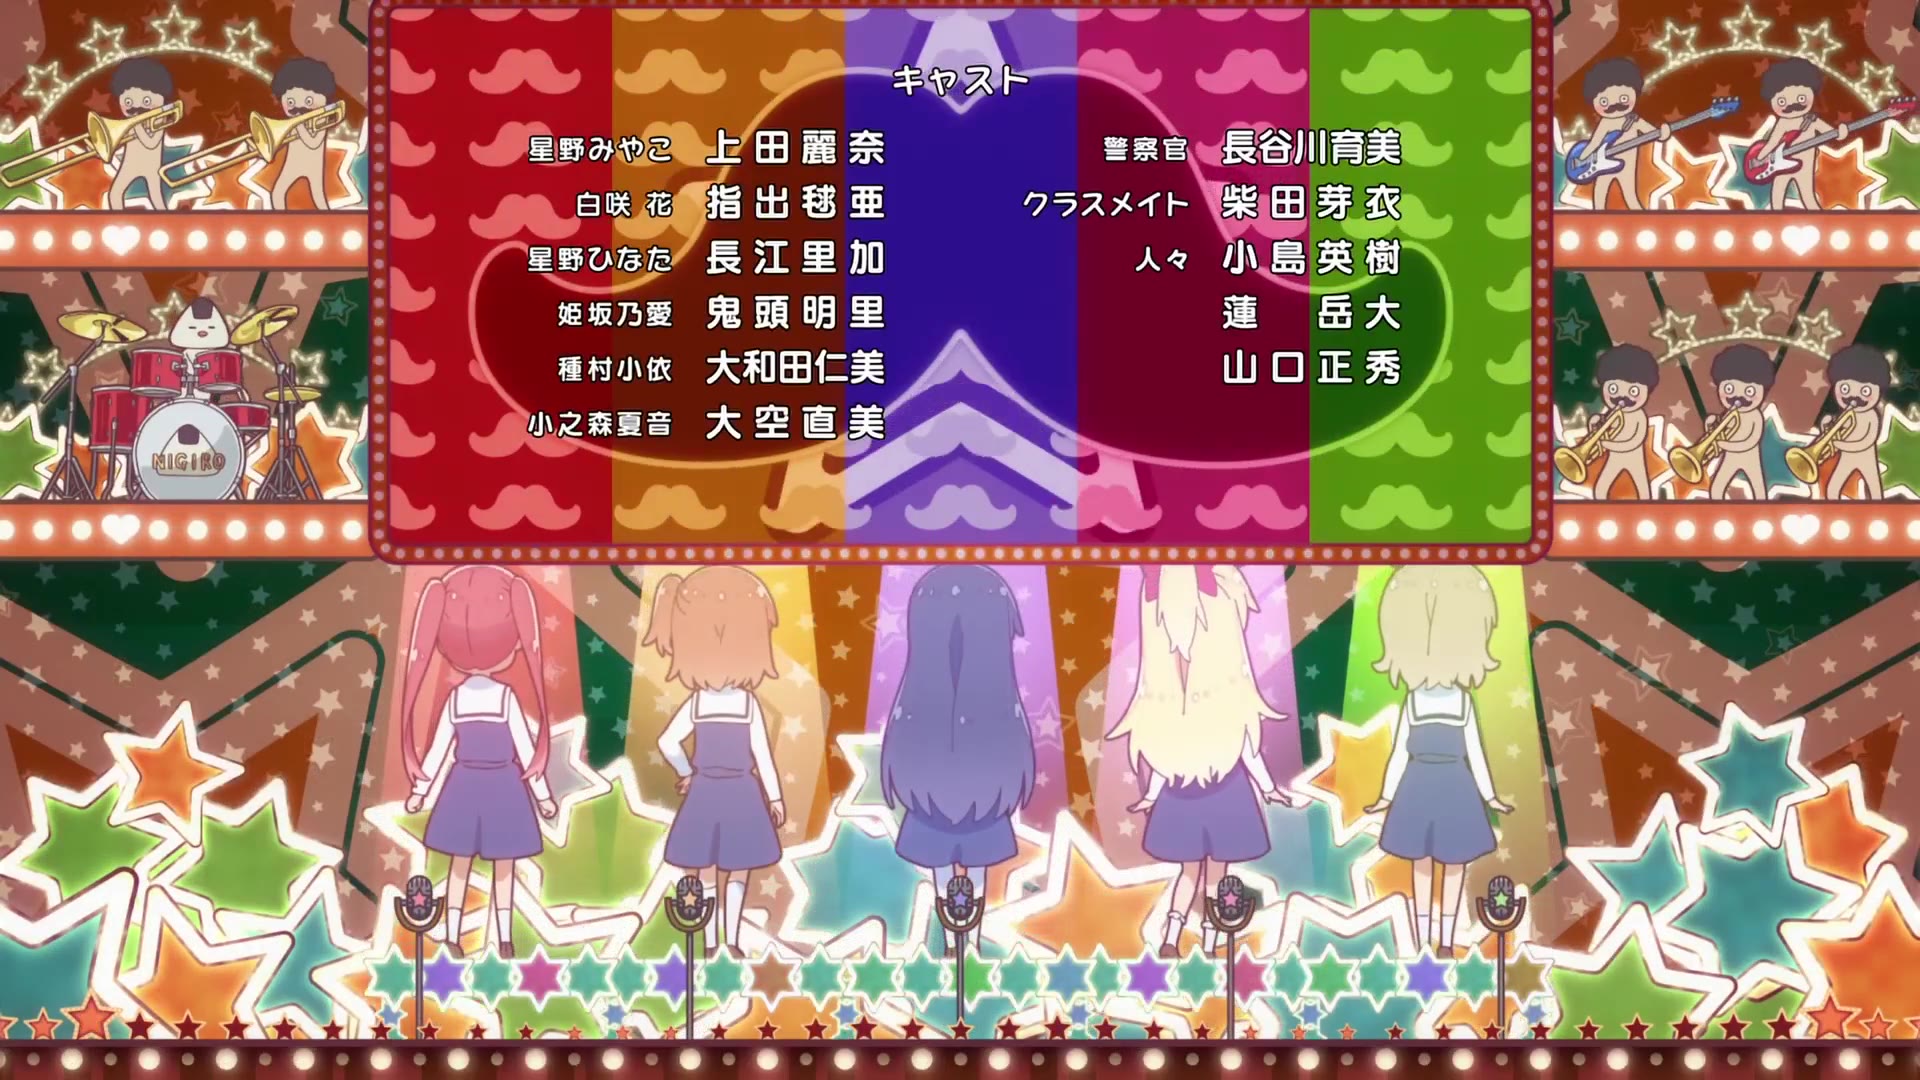 キャスト
星野みやこ 上田麗奈
白咲 花 指出毬亜
星野ひなた 長江里加
姫坂乃愛 鬼頭明里
種村小依 大和田仁美
小之森夏音 大空直美
警察官 長谷川育美
クラスメイト 柴田芽衣
人々 小島英樹
蓮 岳大
山口正秀
NIGIRO